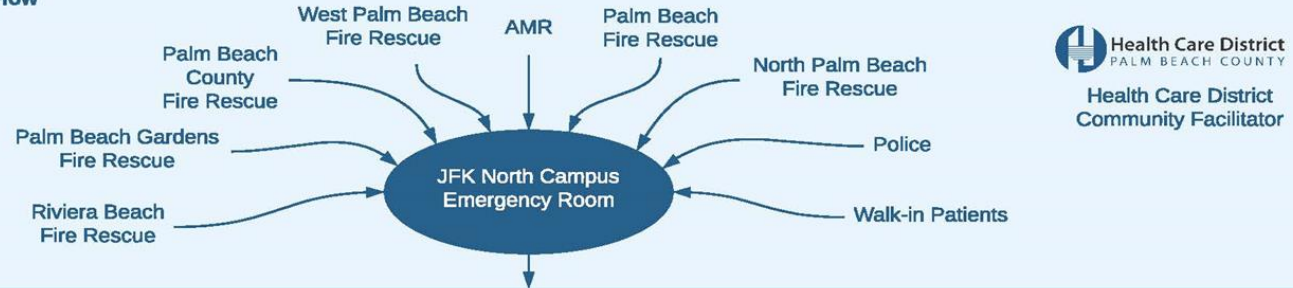 West Palm Beach
Fire Rescue
AMR
Palm Beach
Fire Rescue
Palm Beach
County
Fire Rescue
North Palm Beach
Fire Rescue
Health Care District
PALM BEACH COUNTY
Health Care District
Community Facilitator
Palm Beach Gardens
Fire Rescue
Police
JFK North Campus
Emergency Room
Riviera Beach
Fire Rescue
Walk-in Patients